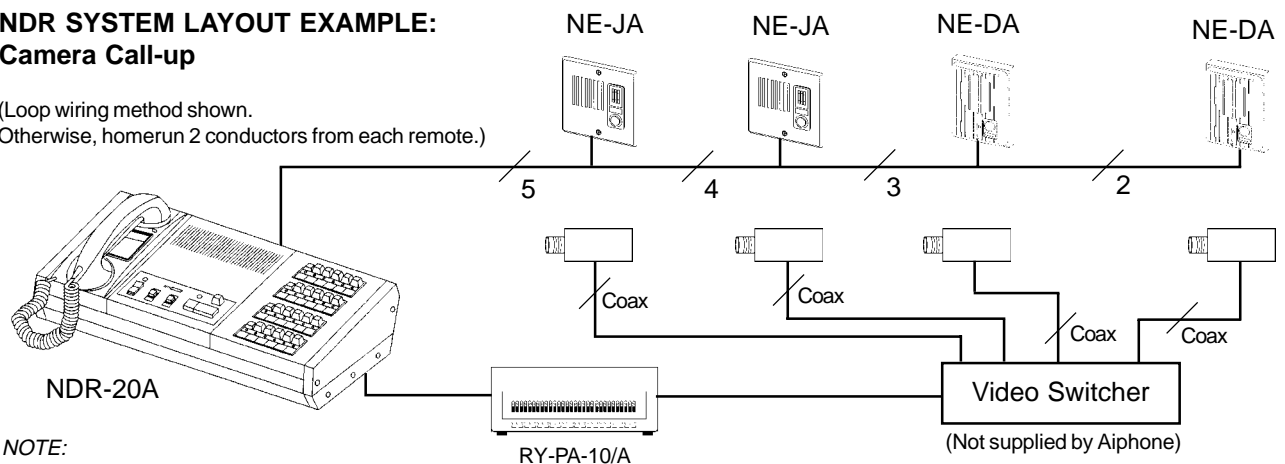 NDR SYSTEM LAYOUT EXAMPLE:
Camera Call-up
(Loop wiring method shown.
Otherwise, homerun 2 conductors from each remote.)
NE-JA
NE-JA
NE-DA
NE-DA
5
4
3
2
Coax
Coax
Coax
Coax
NDR-20A
RY-PA-10/A
Video Switcher
(Not supplied by Aiphone)
NOTE: